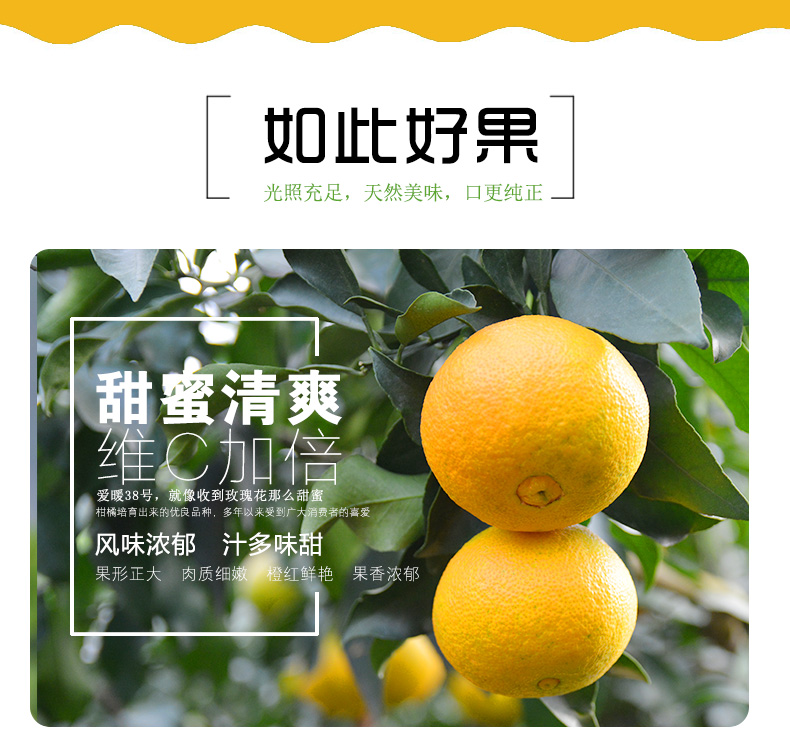 如此好果
光照充足，天然美味，口更纯正
甜蜜清爽
维C加倍
爱暖38号，就像收到玫瑰花那么甜蜜
柑橘培育出来的优良品种，多年以来受到广大消费者的喜爱
风味浓郁 汁多味甜
果形正大 肉质细嫩 橙红鲜艳 果香浓郁